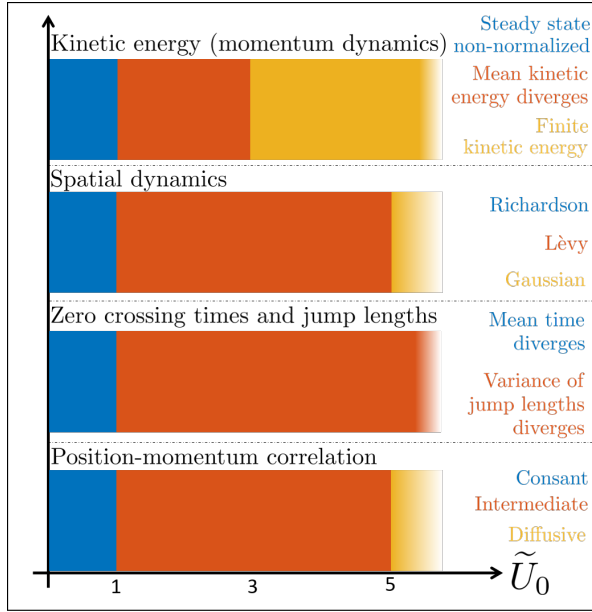 Kinetic energy (momentum dynamics)
Steady state
non-normalized
Mean kinetic
energy diverges
Finite
kinetic energy
Spatial dynamics
Richardson
Lèvy
Gaussian
Zero crossing times and jump lengths
Mean time
diverges
Variance of
jump lengths
diverges
Position-momentum correlation
Consant
Intermediate
Diffusive
1
3
5
Ũ₀